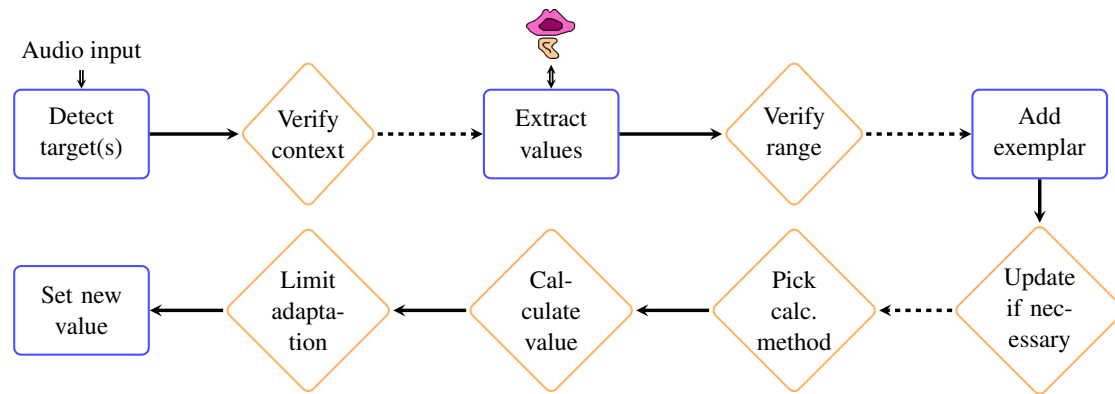 Audio input
Detect
target(s)
Verify
context
Extract
values
Verify
range
Add
exemplar
Update
if nec-
essary
Pick
calc.
method
Cal-
culate
value
Limit
adapta-
tion
Set new
value